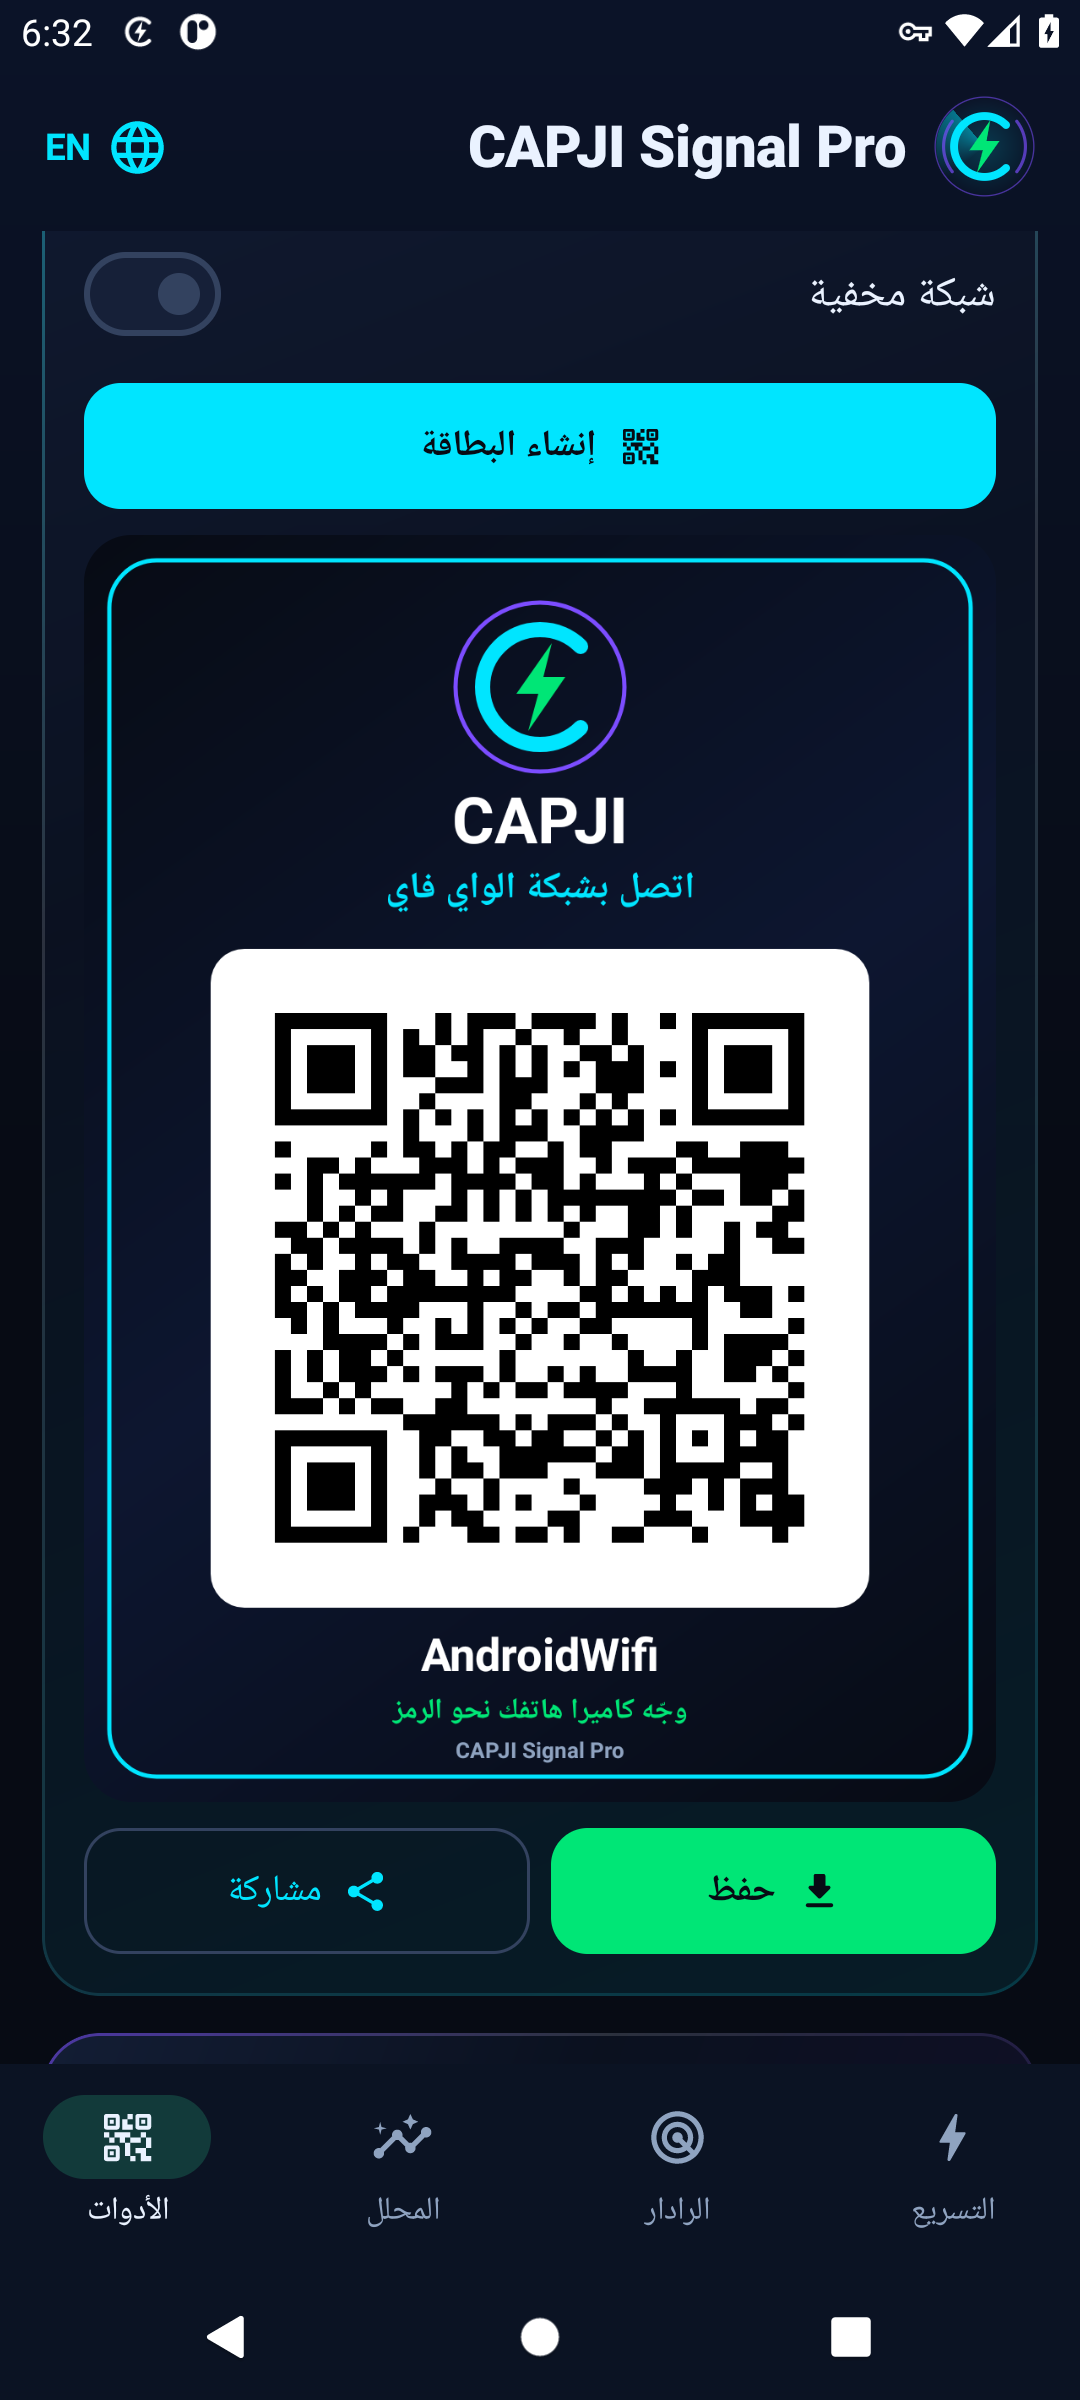 6:32
CAPJI Signal Pro
EN
شبكة مخفية
إنشاء البطاقة
CAPJI
اتصل بشبكة الواي فاي
AndroidWifi
وجّه كاميرا هاتفك نحو الرمز
CAPJI Signal Pro
حفظ
مشاركة
التسريع
الرادار
المحلل
الأدوات